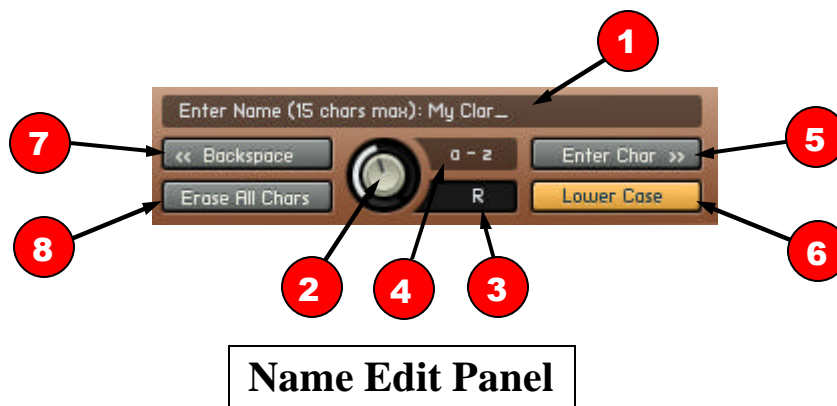 1
Enter Name (15 chars max): My Clar_
7
<< Backspace
a - z
Enter Char >>
5
Erase All Chars
R
Lower Case
8
2
4
3
6
Name Edit Panel